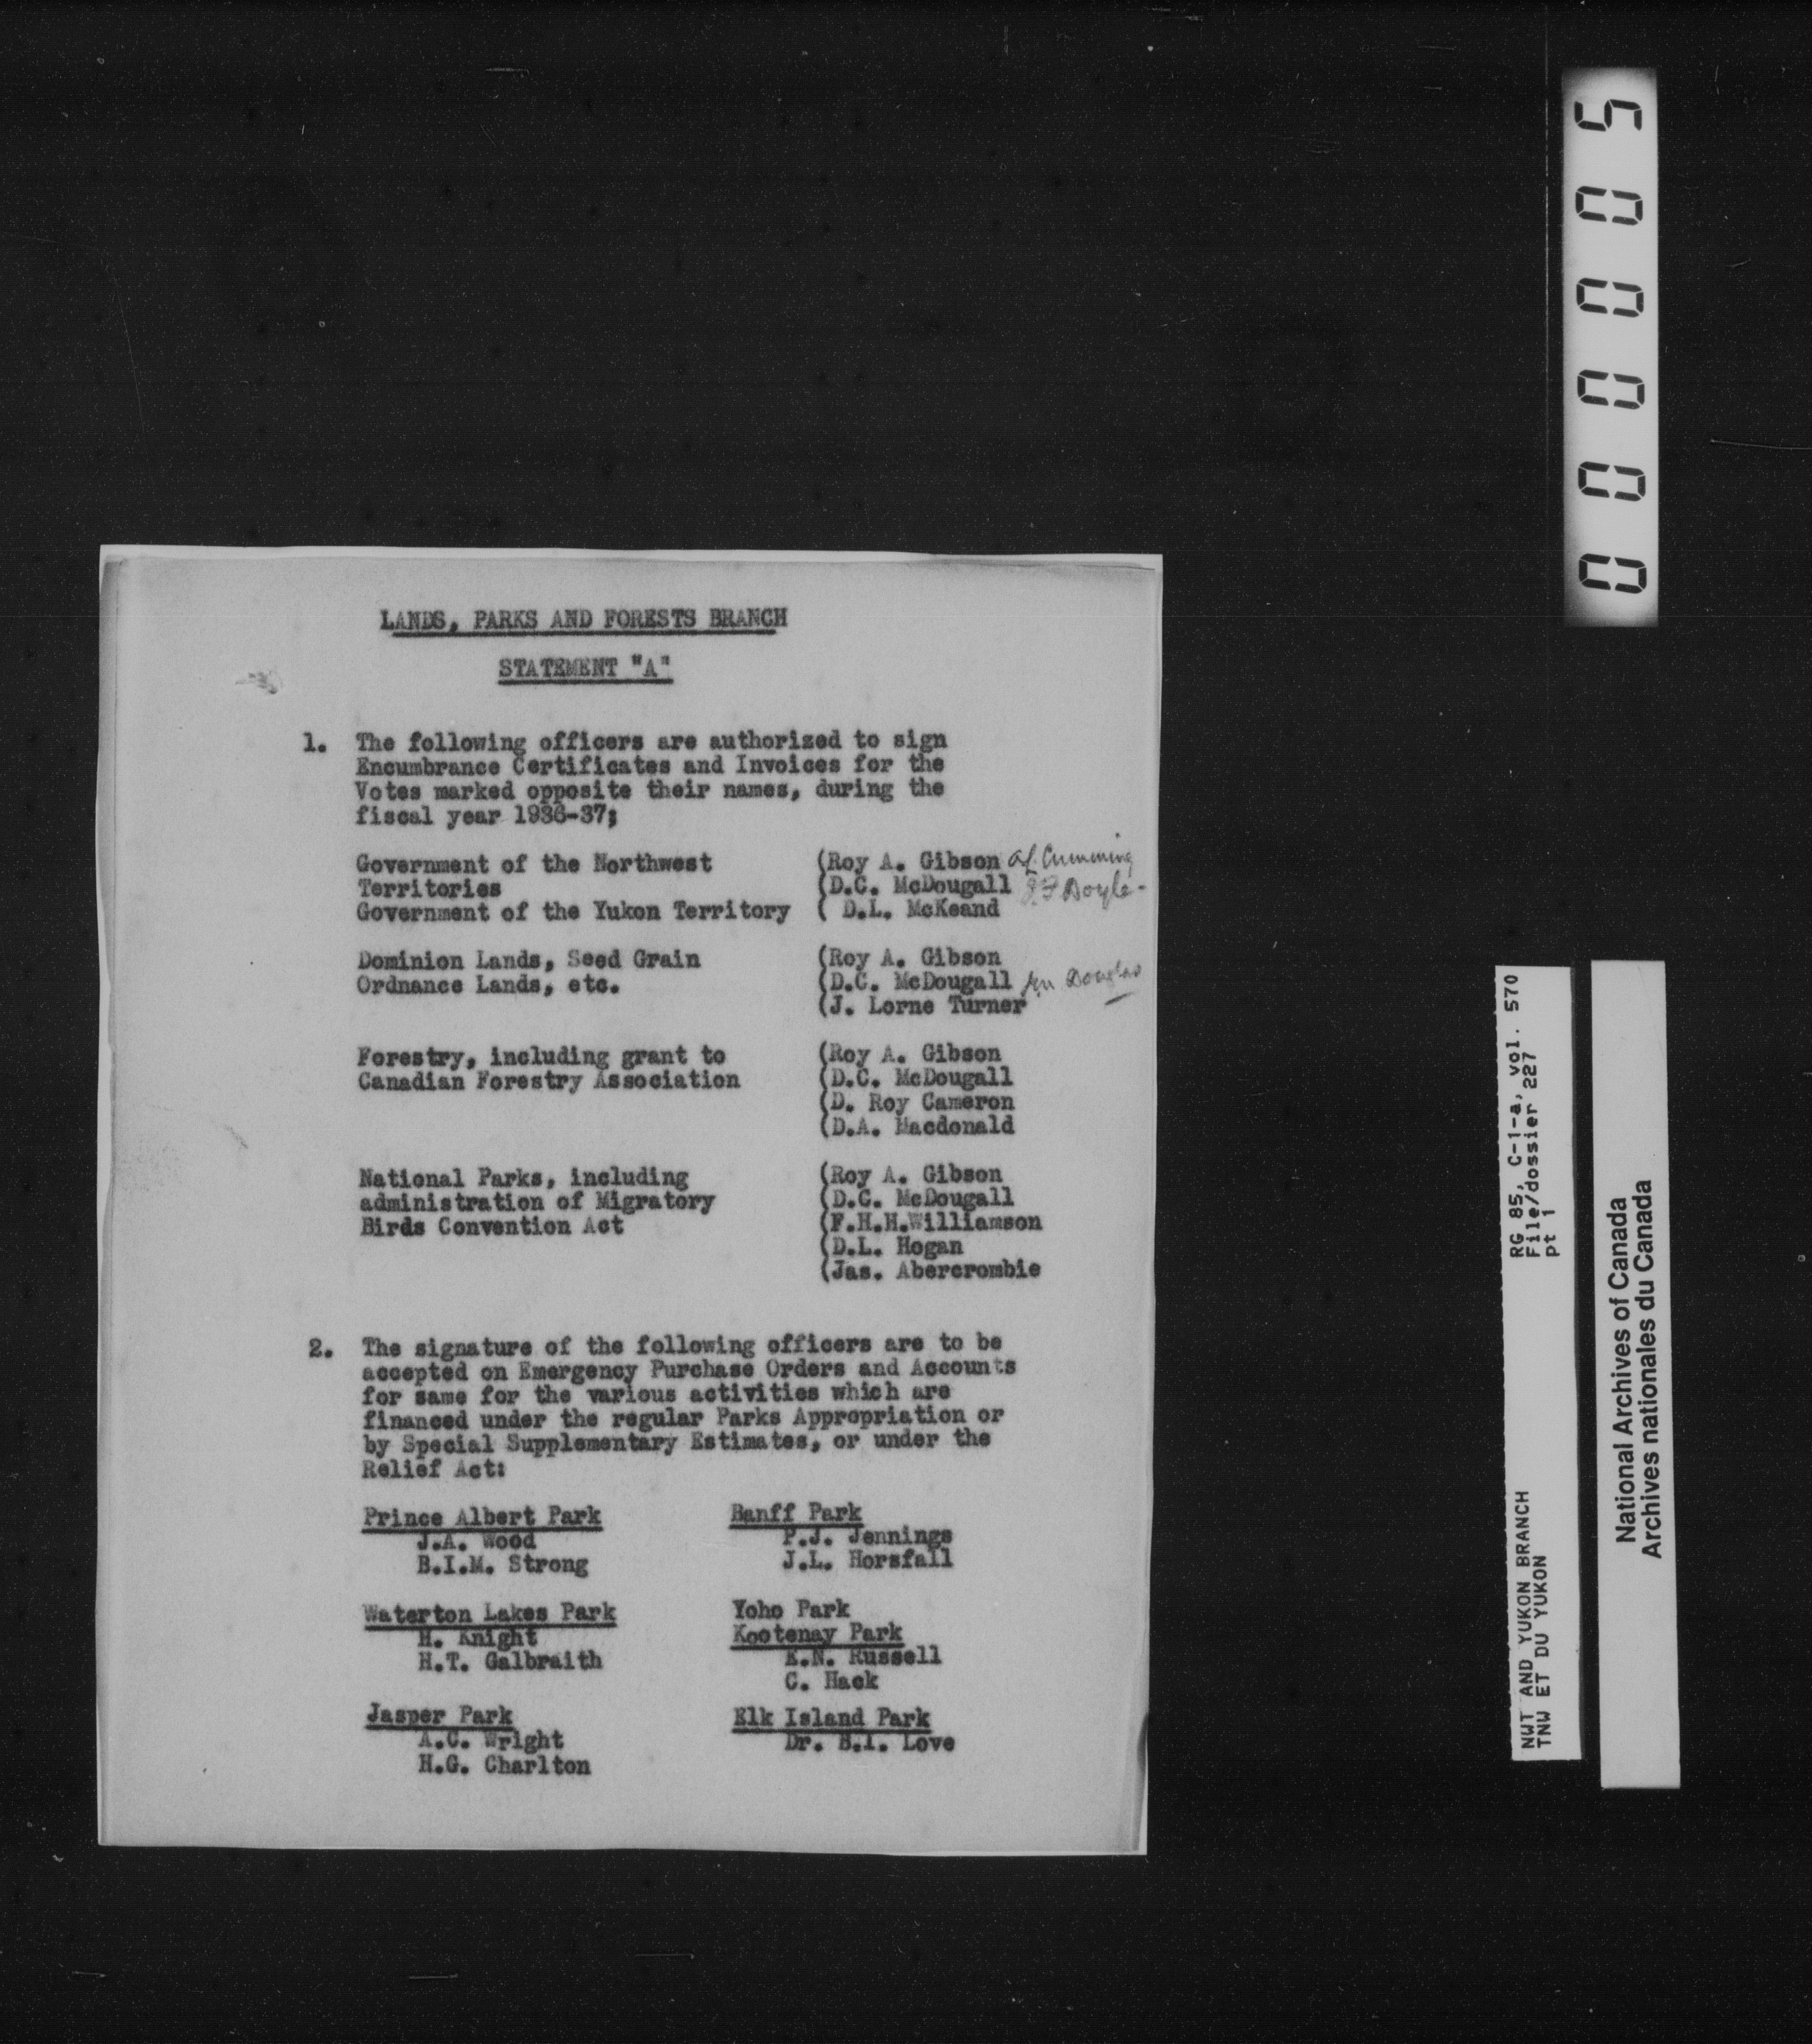 LANDS, PARKS AND FORESTS BRANCH
STATEMENT "A"
1. The following officers are authorized to sign
Encumbrance Certificates and Invoices for the
Votes marked opposite their names, during the
fiscal year 1936-37;
Government of the Northwest (Roy A. Gibson A.L. Cumming
Territories (D.C. McDougall J.F. Doyle-
Government of the Yukon Territory ( D.L. McKeand
Dominion Lands, Seed Grain (Roy A. Gibson
Ordnance Lands, etc. (D.C. McDougall Douglas
(J. Lorne Turner
Forestry, including grant to (Roy A. Gibson
Canadian Forestry Association (D.C. McDougall
(D. Roy Cameron
(D.A. Macdonald
National Parks, including (Roy A. Gibson
administration of Migratory (D.C. McDougall
Birds Convention Act (F.H.H.Williamson
(D.L. Hogan
(Jas. Abercrombie
2. The signature of the following officers are to be
accepted on Emergency Purchase Orders and Accounts
for same for the various activities which are
financed under the regular Parks Appropriation or
by Special Supplementary Estimates, or under the
Relief Act:
Prince Albert Park
J.A. Wood
B.I.M. Strong
Banff Park
P.J. Jennings
J.L. Horsfall
Waterton Lakes Park
H. Knight
H.T. Galbraith
Yoho Park
Kootenay Park
E.N. Russell
C. Hack
Jasper Park
A.C. Wright
H.G. Charlton
Elk Island Park
Dr. B.I. Love
000005
NWT AND YUKON BRANCH RG 85, C-1-a, vol. 570
TNW ET DU YUKON File/dossier 227
pt 1
National Archives of Canada
Archives nationales du Canada